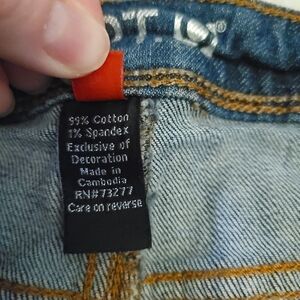 99% Cotton
1% Spandex
Exclusive of
Decoration
Made in
Cambodia
RN#73277
Care on reverse